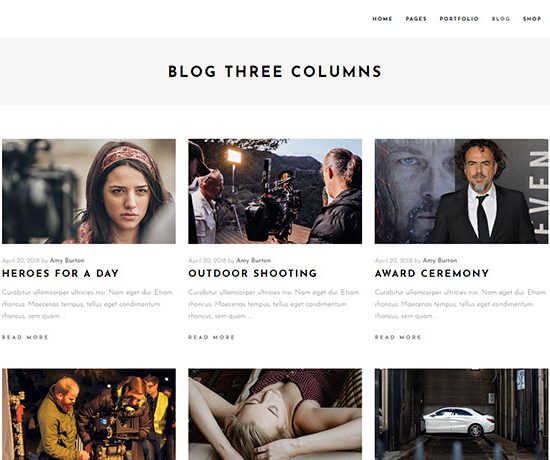 HOME PAGES PORTFOLIO BLOG SHOP
BLOG THREE COLUMNS
EVEN
April 20, 2018 by Amy Burton
HEROES FOR A DAY
Curabitur ullamcorper ultricies nisi. Nam eget dui. Etiam
rhoncus. Maecenas tempus, tellus eget condimentum
rhoncus, sem quam ...
READ MORE
April 20, 2018 by Amy Burton
OUTDOOR SHOOTING
Curabitur ullamcorper ultricies nisi. Nam eget dui. Etiam
rhoncus. Maecenas tempus, tellus eget condimentum
rhoncus, sem quam ...
READ MORE
April 20, 2018 by Amy Burton
AWARD CEREMONY
Curabitur ullamcorper ultricies nisi. Nam eget dui. Etiam
rhoncus. Maecenas tempus, tellus eget condimentum
rhoncus, sem quam ...
READ MORE